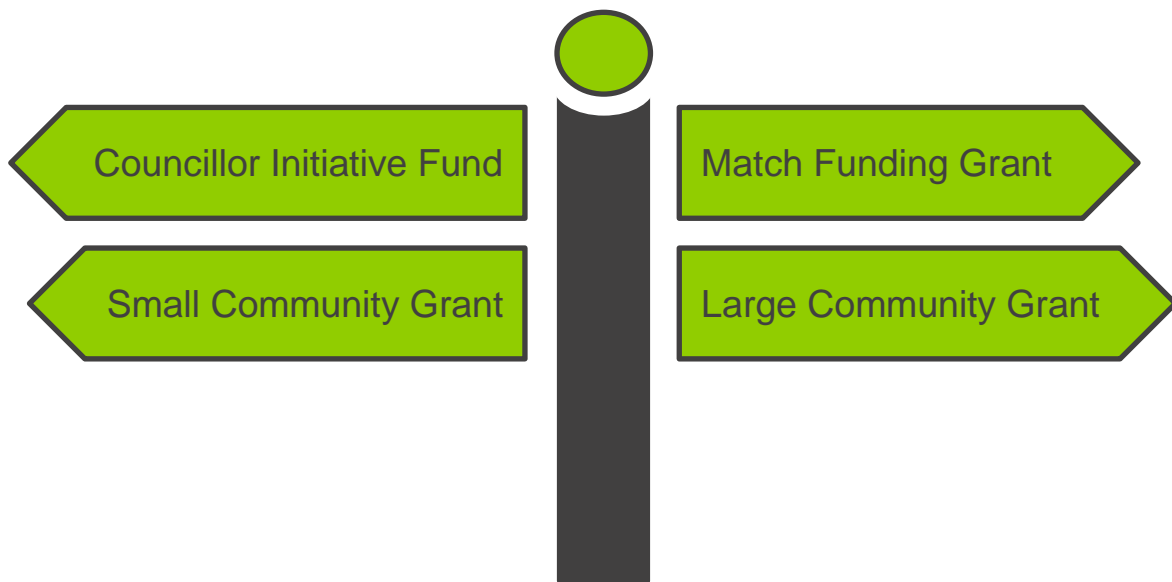 Councillor Initiative Fund
Match Funding Grant
Small Community Grant
Large Community Grant